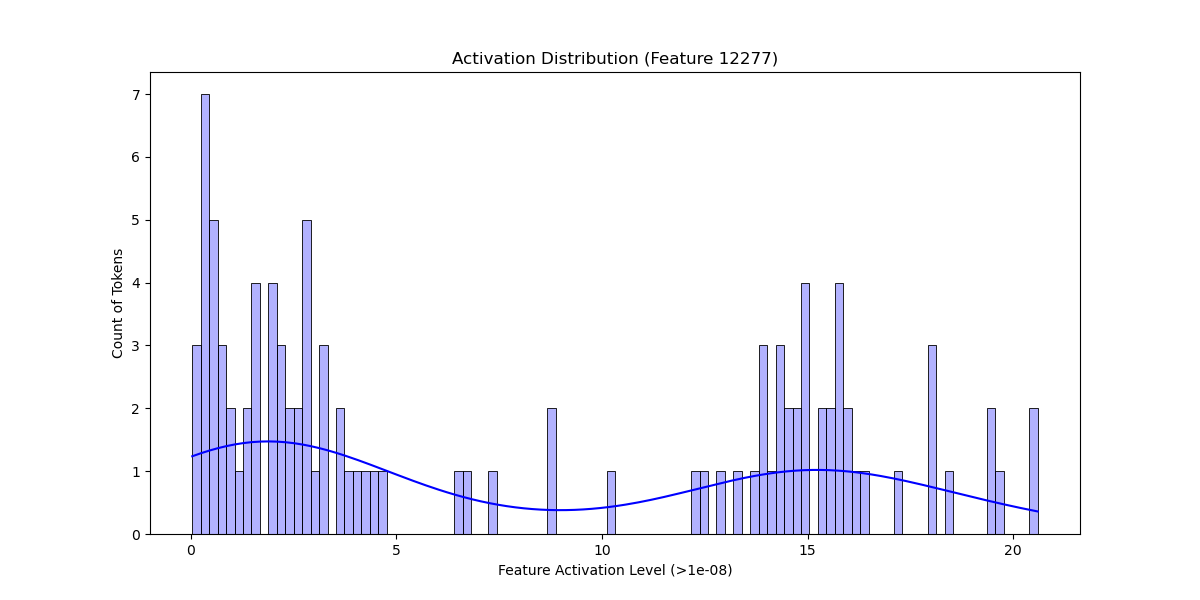 Activation Distribution (Feature 12277)
7
6
5
4
3
2
1
0
Count of Tokens
0 5 10 15 20
Feature Activation Level (>1e-08)